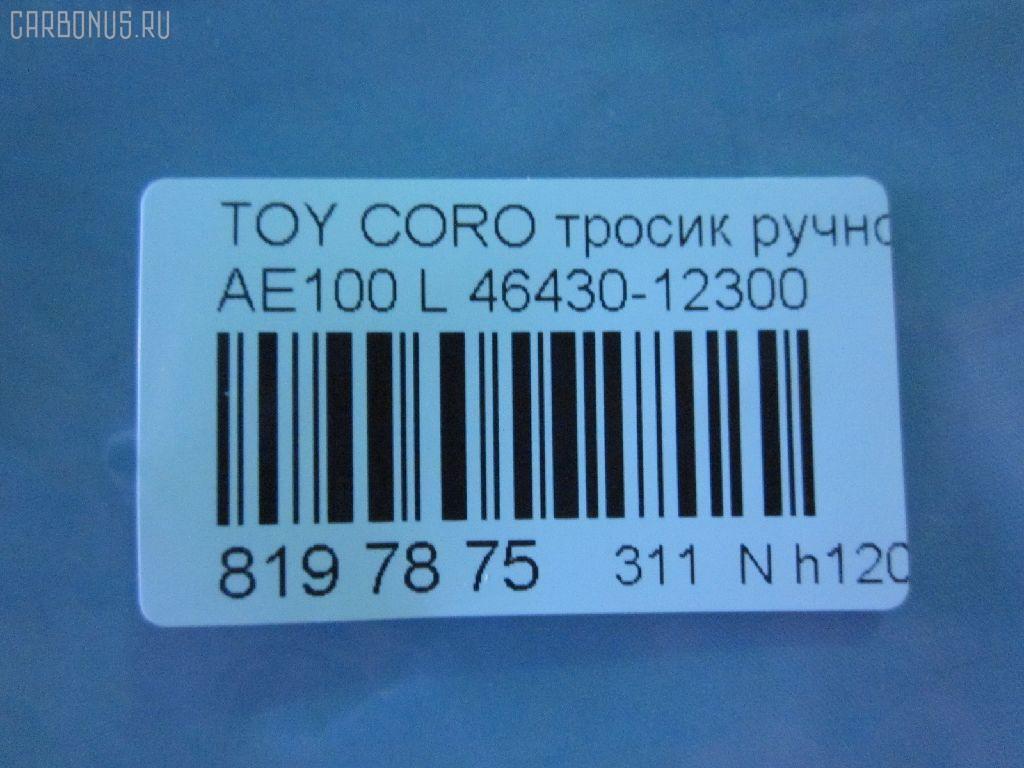 CARBONUS.RU
TOY CORO тросик ручно
AE100 L 46430-12300
819 78 75 311 N h120